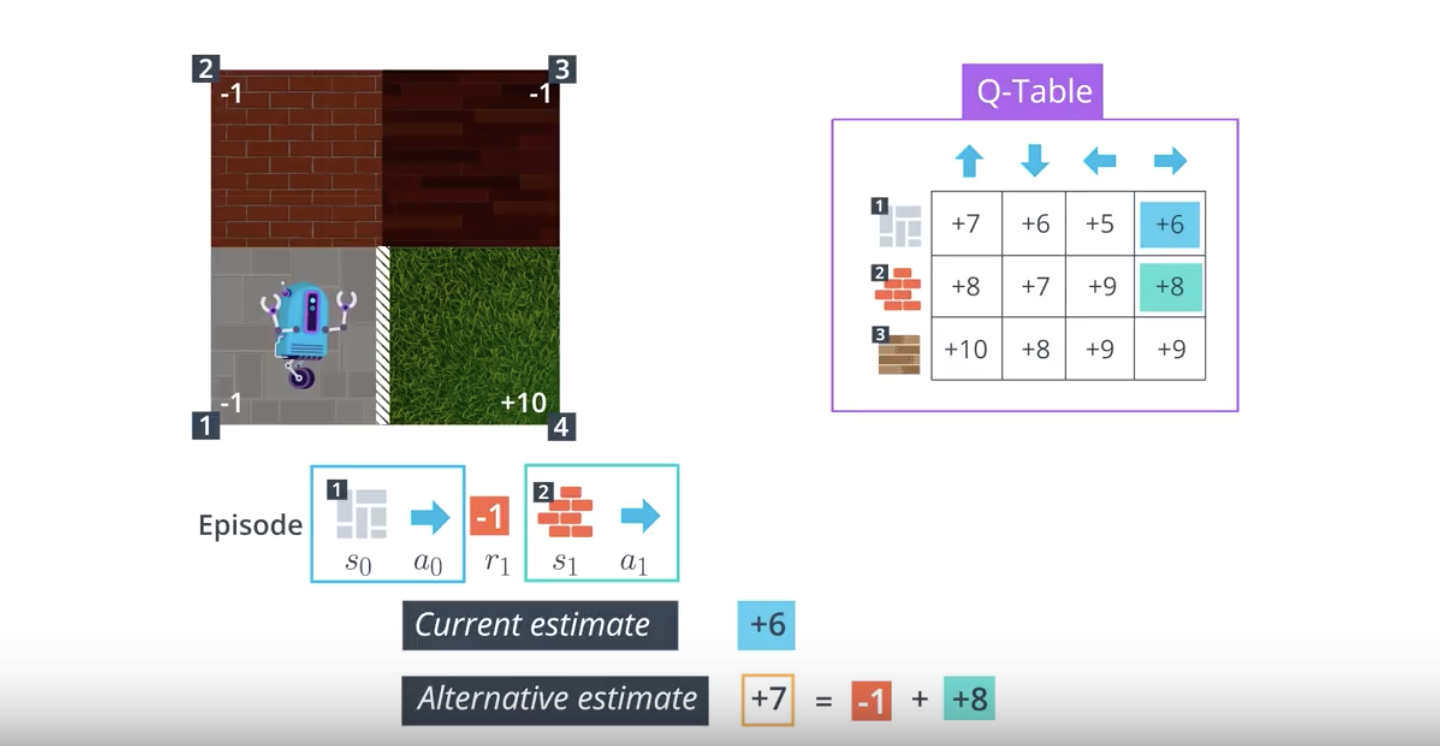 2 3
-1 -1
-1 +10
1 4
Q-Table
1 +7 +6 +5 +6
2 +8 +7 +9 +8
3 +10 +8 +9 +9
Episode 1 -1 2
s0 a0 r1 s1 a1
Current estimate +6
Alternative estimate +7 = -1 + +8